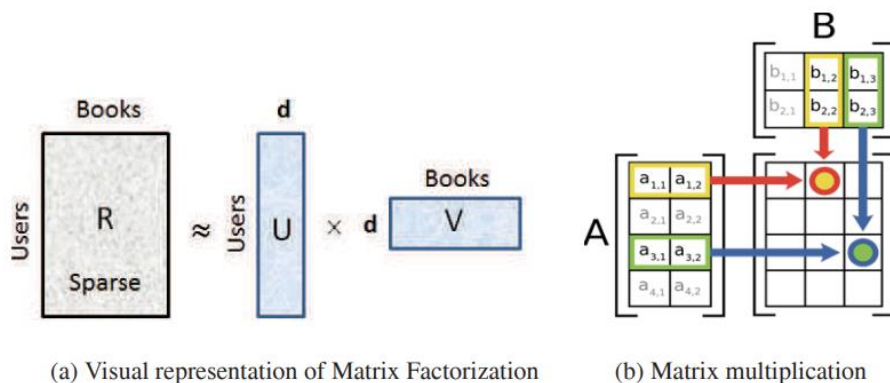 Books
Users
R
Sparse
≈
d
Users
U
×
d
Books
V
B
b1,1 b1,2 b1,3
b2,1 b2,2 b2,3
A
a1,1 a1,2
a2,1 a2,2
a3,1 a3,2
a4,1 a4,2
(a) Visual representation of Matrix Factorization
(b) Matrix multiplication